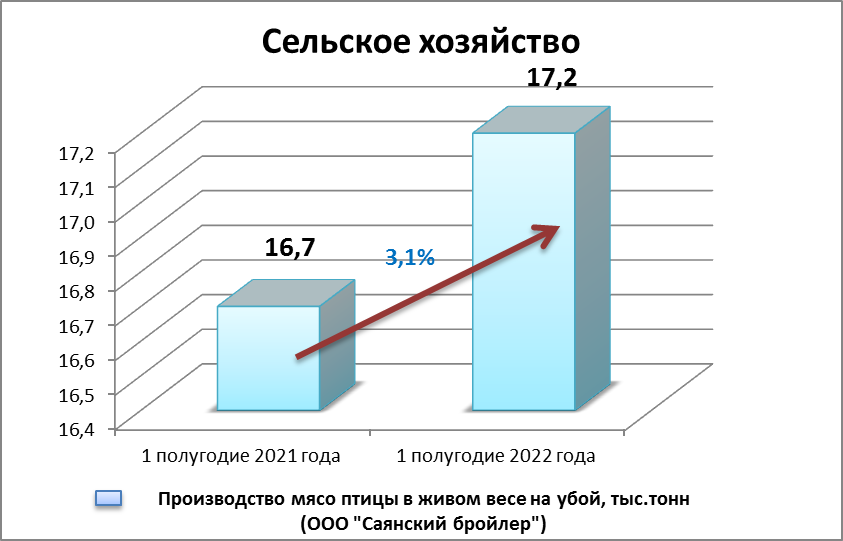 Сельское хозяйство
17,2
17,2
17,1
17,0
16,9
16,8
16,7
16,6
16,5
16,4
16,7
3,1%
1 полугодие 2021 года
1 полугодие 2022 года
Производство мясо птицы в живом весе на убой, тыс.тонн
(ООО "Саянский бройлер")